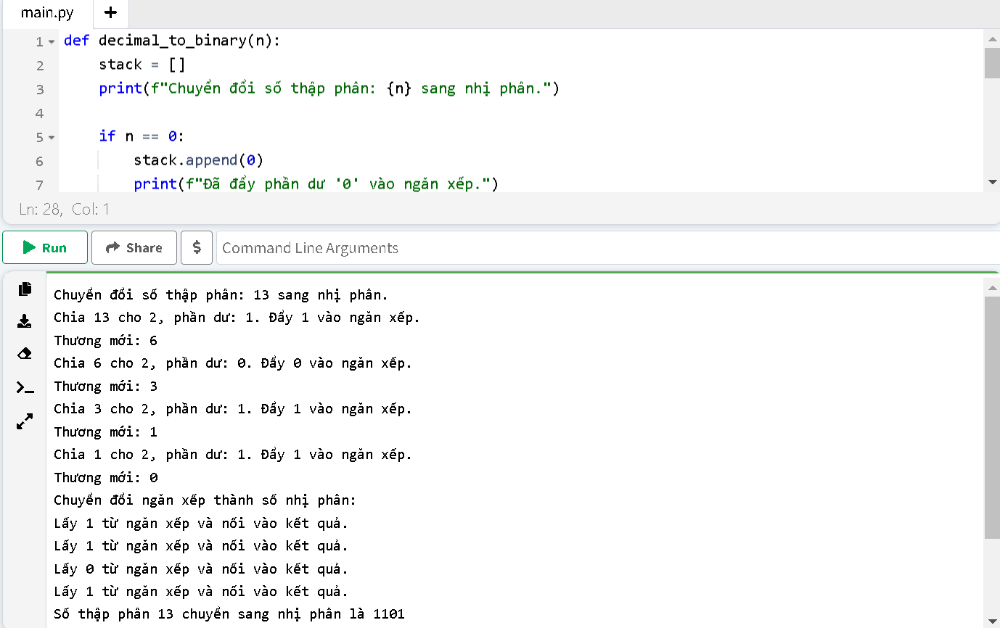 main.py +
1 def decimal_to_binary(n):
2 stack = []
3 print(f"Chuyển đổi số thập phân: {n} sang nhị phân.")
4
5 if n == 0:
6 stack.append(0)
7 print(f"Đã đẩy phần dư '0' vào ngăn xếp.")
Ln: 28, Col: 1
Run Share $ Command Line Arguments
Chuyển đổi số thập phân: 13 sang nhị phân.
Chia 13 cho 2, phần dư: 1. Đẩy 1 vào ngăn xếp.
Thương mới: 6
Chia 6 cho 2, phần dư: 0. Đẩy 0 vào ngăn xếp.
Thương mới: 3
Chia 3 cho 2, phần dư: 1. Đẩy 1 vào ngăn xếp.
Thương mới: 1
Chia 1 cho 2, phần dư: 1. Đẩy 1 vào ngăn xếp.
Thương mới: 0
Chuyển đổi ngăn xếp thành số nhị phân:
Lấy 1 từ ngăn xếp và nối vào kết quả.
Lấy 1 từ ngăn xếp và nối vào kết quả.
Lấy 0 từ ngăn xếp và nối vào kết quả.
Lấy 1 từ ngăn xếp và nối vào kết quả.
Số thập phân 13 chuyển sang nhị phân là 1101